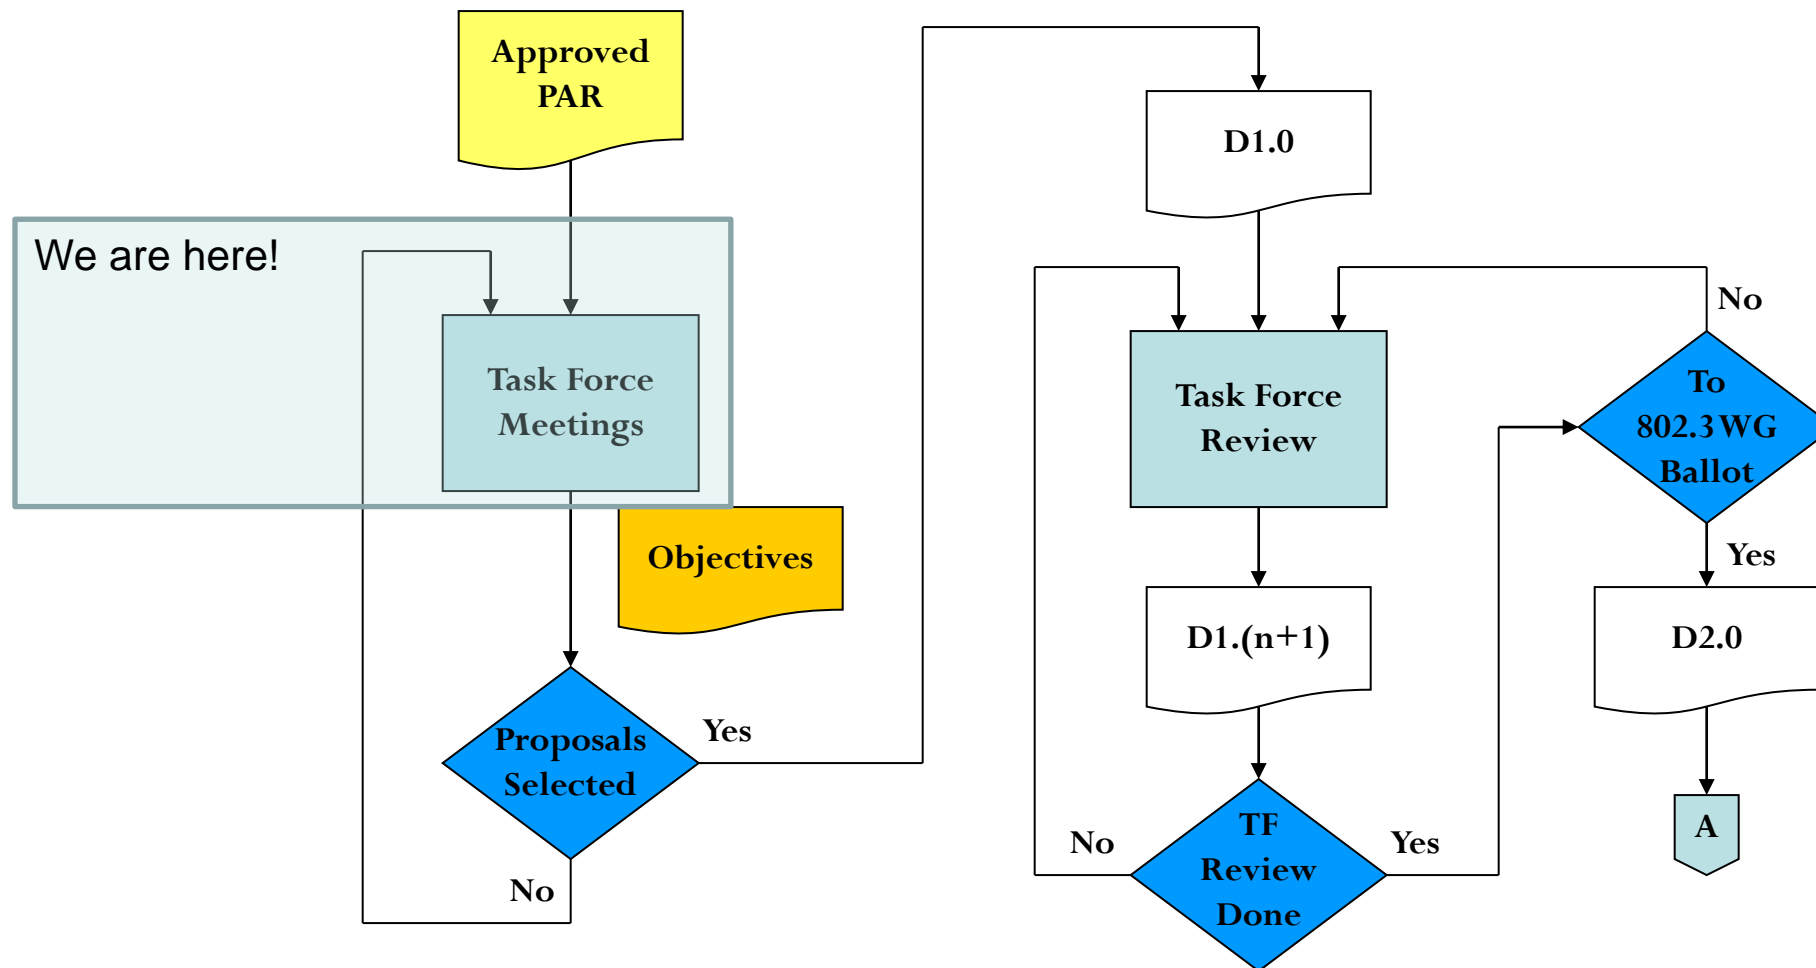 Approved
PAR
We are here!
Task Force
Meetings
Objectives
Proposals
Selected
Yes
No
D1.0
Task Force
Review
D1.(n+1)
TF
Review
Done
No
Yes
To
802.3 WG
Ballot
No
Yes
D2.0
A